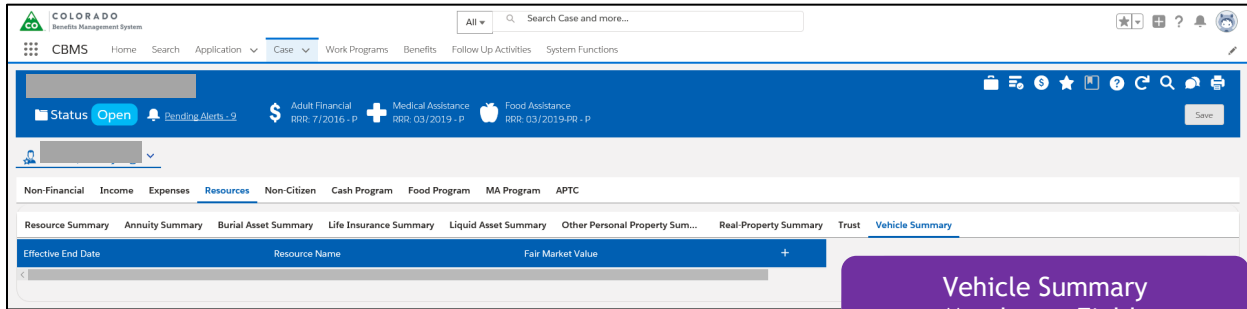 COLORADO
Benefits Management System
CO
All
Search Case and more...
CBMS Home Search Application Case Work Programs Benefits Follow Up Activities System Functions
Status Open Pending Alerts - 9
Adult Financial
RRR: 7/2016 - P
Medical Assistance
RRR: 03/2019 - P
Food Assistance
RRR: 03/2019-PR - P
Save
Non-Financial Income Expenses Resources Non-Citizen Cash Program Food Program MA Program APTC
Resource Summary Annuity Summary Burial Asset Summary Life Insurance Summary Liquid Asset Summary Other Personal Property Sum... Real-Property Summary Trust Vehicle Summary
Effective End Date Resource Name Fair Market Value +
Vehicle Summary